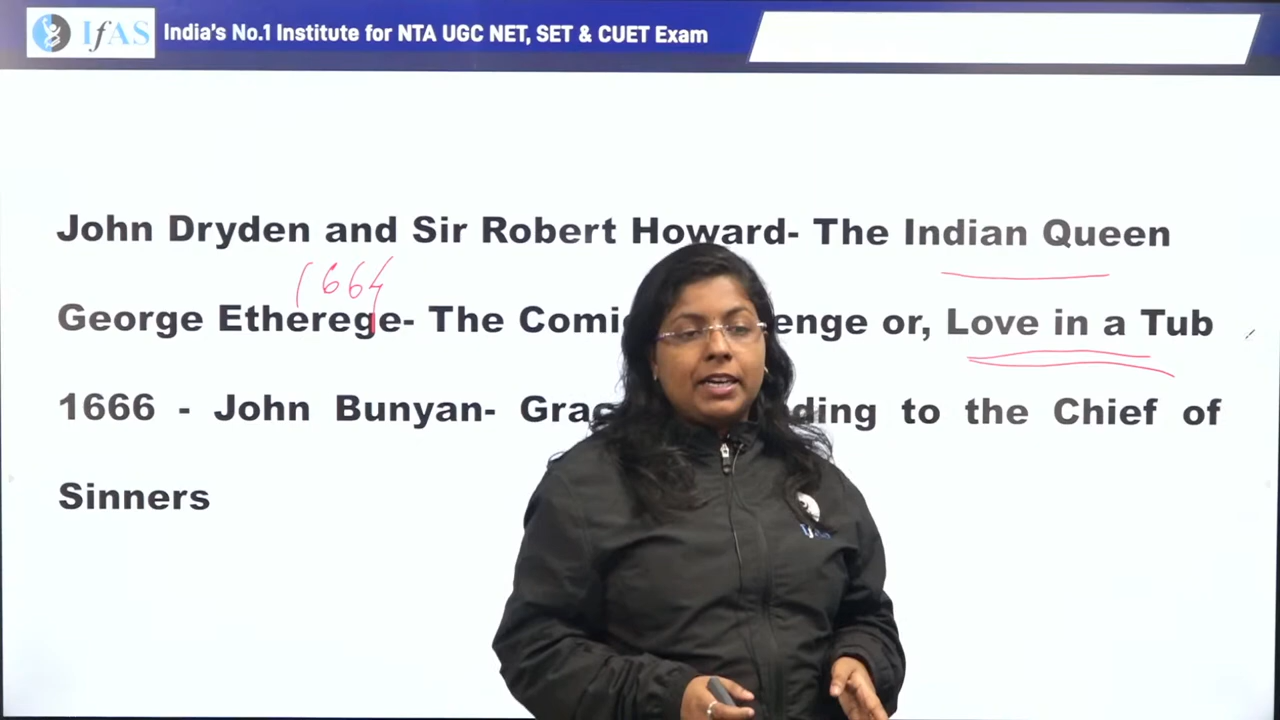 IfAS India's No.1 Institute for NTA UGC NET, SET & CUET Exam
John Dryden and Sir Robert Howard- The Indian Queen
1664
George Etherege- The Comic enge or, Love in a Tub
1666 - John Bunyan- Grac ding to the Chief of
Sinners